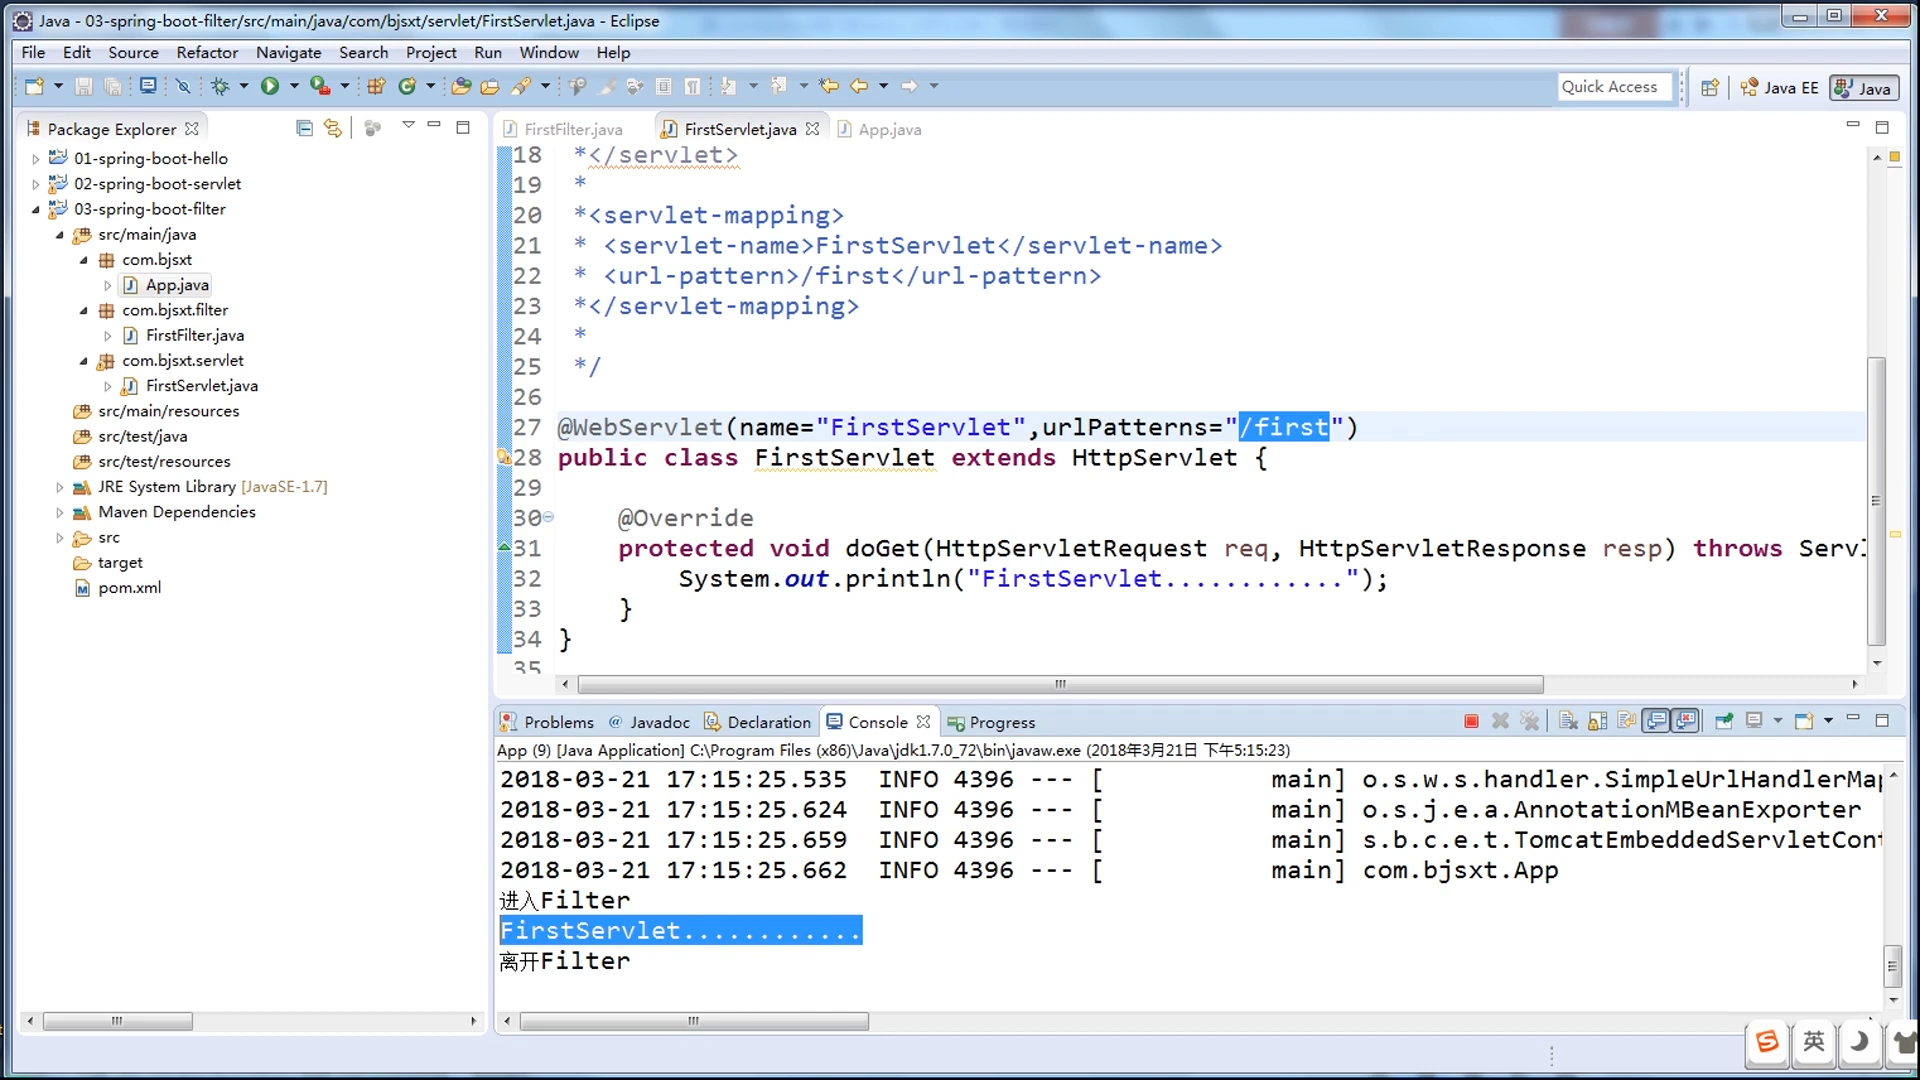 Java - 03-spring-boot-filter/src/main/java/com/bjsxt/servlet/FirstServlet.java - Eclipse
File Edit Source Refactor Navigate Search Project Run Window Help
Quick Access
Java EE
Java
Package Explorer
01-spring-boot-hello
02-spring-boot-servlet
03-spring-boot-filter
src/main/java
com.bjsxt
App.java
com.bjsxt.filter
FirstFilter.java
com.bjsxt.servlet
FirstServlet.java
src/main/resources
src/test/java
src/test/resources
JRE System Library [JavaSE-1.7]
Maven Dependencies
src
target
pom.xml
FirstFilter.java FirstServlet.java App.java
18 *</servlet>
19 *
20 *<servlet-mapping>
21 * <servlet-name>FirstServlet</servlet-name>
22 * <url-pattern>/first</url-pattern>
23 *</servlet-mapping>
24 *
25 */
26
27 @WebServlet(name="FirstServlet",urlPatterns="/first")
28 public class FirstServlet extends HttpServlet {
29
30 @Override
31 protected void doGet(HttpServletRequest req, HttpServletResponse resp) throws Servl
32 System.out.println("FirstServlet............");
33 }
34 }
35
Problems @ Javadoc Declaration Console Progress
App (9) [Java Application] C:\Program Files (x86)\Java\jdk1.7.0_72\bin\javaw.exe (2018年3月21日 下午5:15:23)
2018-03-21 17:15:25.535 INFO 4396 --- [ main] o.s.w.s.handler.SimpleUrlHandlerMap
2018-03-21 17:15:25.624 INFO 4396 --- [ main] o.s.j.e.a.AnnotationMBeanExporter
2018-03-21 17:15:25.659 INFO 4396 --- [ main] s.b.c.e.t.TomcatEmbeddedServletCont
2018-03-21 17:15:25.662 INFO 4396 --- [ main] com.bjsxt.App
进入Filter
FirstServlet............
离开Filter
英